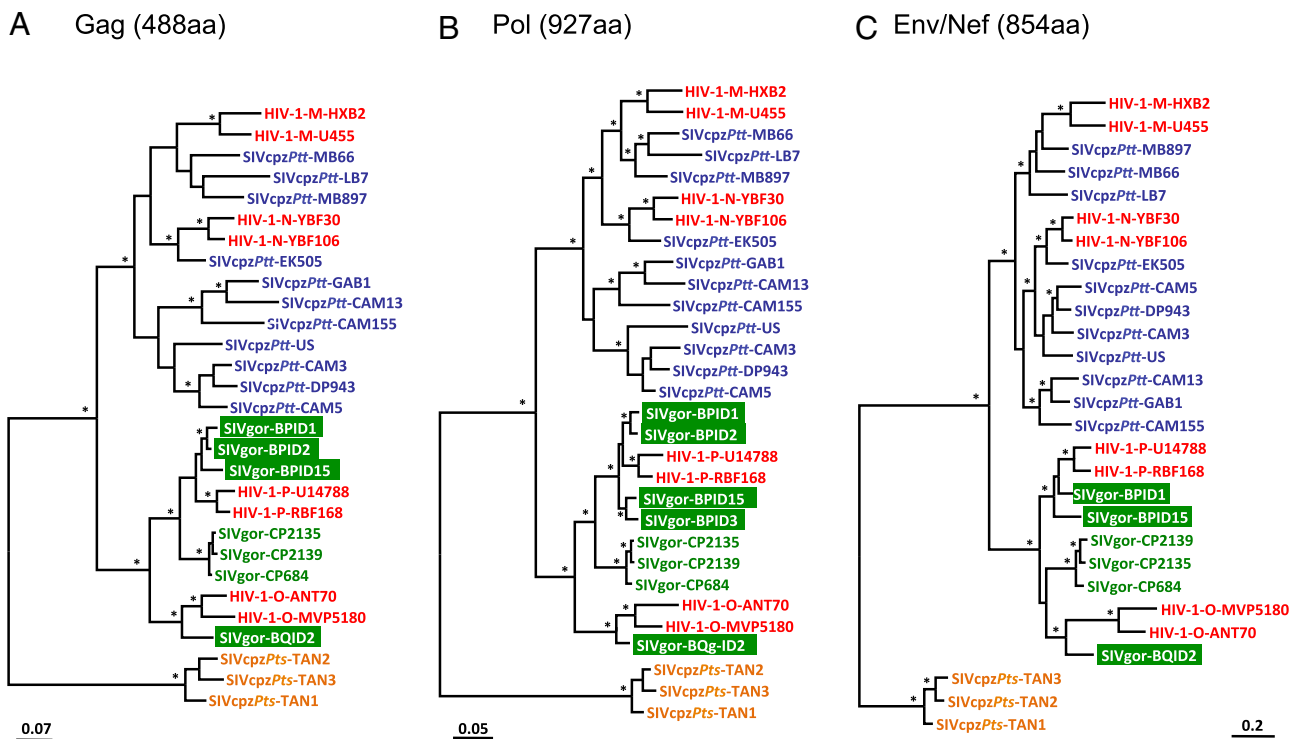 A Gag (488aa)
HIV-1-M-HXB2
HIV-1-M-U455
SIVcpzPtt-MB66
SIVcpzPtt-LB7
SIVcpzPtt-MB897
HIV-1-N-YBF30
HIV-1-N-YBF106
SIVcpzPtt-EK505
SIVcpzPtt-GAB1
SIVcpzPtt-CAM13
SIVcpzPtt-CAM155
SIVcpzPtt-US
SIVcpzPtt-CAM3
SIVcpzPtt-DP943
SIVcpzPtt-CAM5
SIVgor-BPID1
SIVgor-BPID2
SIVgor-BPID15
HIV-1-P-U14788
HIV-1-P-RBF168
SIVgor-CP2135
SIVgor-CP2139
SIVgor-CP684
HIV-1-O-ANT70
HIV-1-O-MVP5180
SIVgor-BQID2
SIVcpzPts-TAN2
SIVcpzPts-TAN3
SIVcpzPts-TAN1
0.07
B Pol (927aa)
HIV-1-M-HXB2
HIV-1-M-U455
SIVcpzPtt-MB66
SIVcpzPtt-LB7
SIVcpzPtt-MB897
HIV-1-N-YBF30
HIV-1-N-YBF106
SIVcpzPtt-EK505
SIVcpzPtt-GAB1
SIVcpzPtt-CAM13
SIVcpzPtt-CAM155
SIVcpzPtt-US
SIVcpzPtt-CAM3
SIVcpzPtt-DP943
SIVcpzPtt-CAM5
SIVgor-BPID1
SIVgor-BPID2
HIV-1-P-U14788
HIV-1-P-RBF168
SIVgor-BPID15
SIVgor-BPID3
SIVgor-CP2135
SIVgor-CP2139
SIVgor-CP684
HIV-1-O-ANT70
HIV-1-O-MVP5180
SIVgor-BQg-ID2
SIVcpzPts-TAN2
SIVcpzPts-TAN3
SIVcpzPts-TAN1
0.05
C Env/Nef (854aa)
HIV-1-M-HXB2
HIV-1-M-U455
SIVcpzPtt-MB897
SIVcpzPtt-MB66
SIVcpzPtt-LB7
HIV-1-N-YBF30
HIV-1-N-YBF106
SIVcpzPtt-EK505
SIVcpzPtt-CAM5
SIVcpzPtt-DP943
SIVcpzPtt-CAM3
SIVcpzPtt-US
SIVcpzPtt-CAM13
SIVcpzPtt-GAB1
SIVcpzPtt-CAM155
HIV-1-P-U14788
HIV-1-P-RBF168
SIVgor-BPID1
SIVgor-BPID15
SIVgor-CP2139
SIVgor-CP2135
SIVgor-CP684
HIV-1-O-MVP5180
HIV-1-O-ANT70
SIVgor-BQID2
SIVcpzPts-TAN3
SIVcpzPts-TAN2
SIVcpzPts-TAN1
0.2